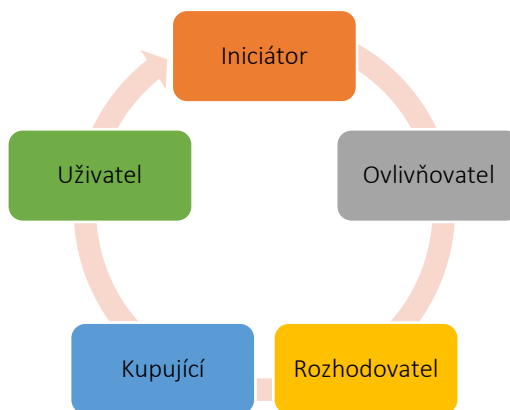 Iniciátor
Ovlivňovatel
Rozhodovatel
Kupující
Uživatel